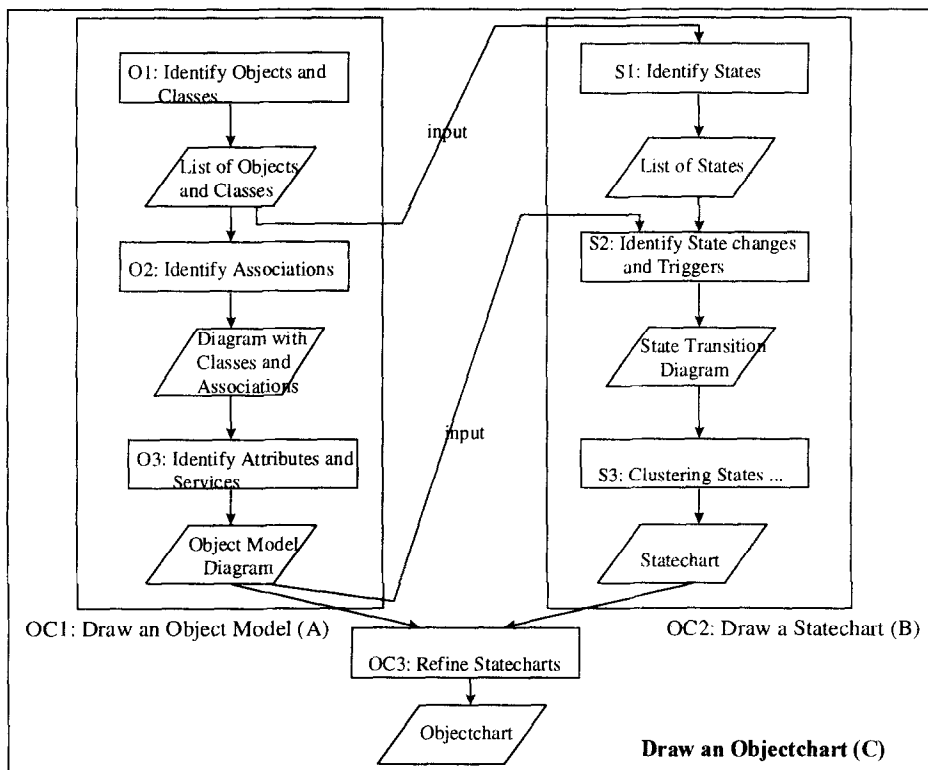 O1: Identify Objects and
Classes
List of Objects
and Classes
O2: Identify Associations
Diagram with
Classes and
Associations
O3: Identify Attributes and
Services
Object Model
Diagram
OC1: Draw an Object Model (A)
input
input
S1: Identify States
List of States
S2: Identify State changes
and Triggers
State Transition
Diagram
S3: Clustering States ...
Statechart
OC2: Draw a Statechart (B)
OC3: Refine Statecharts
Objectchart
Draw an Objectchart (C)